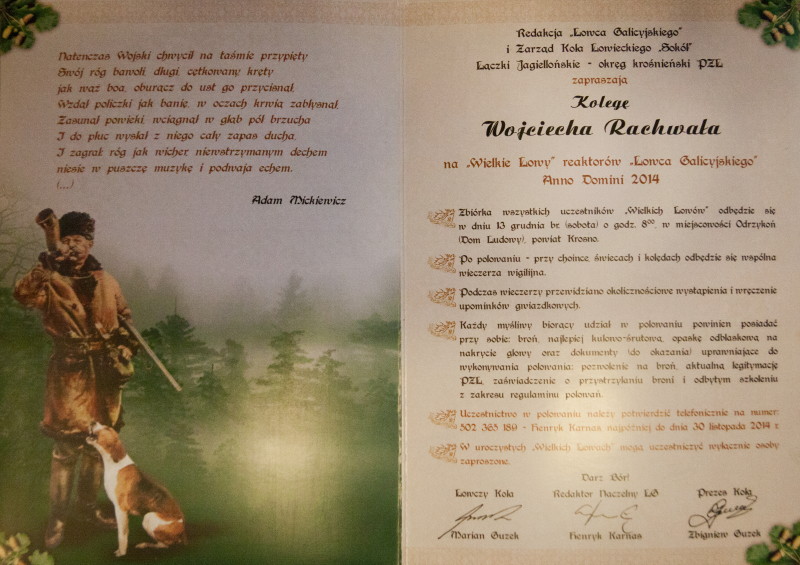 Natenczas Wojski chwycił na taśmie przypięty
Swój róg bawoli, długi, cętkowany, kręty
jak wąż boa, oburącz do ust go przycisnął,
Wzdął policzki jak banię, w oczach krwią zabłysnął,
Zasunął powieki, wciągnął w głąb pół brzucha
I do płuc wysłał z niego cały zapas ducha,
I zagrał: róg jak wicher, niewstrzymanym dechem
niesie w puszczę muzykę i podwaja echem.
(...)
Adam Mickiewicz
Redakcja „Łowca Galicyjskiego”
i Zarząd Koła Łowieckiego „Sokół”
Łączki Jagiellońskie - okręg krośnieński PZŁ
zapraszają
Kolegę
Wojciecha Rachwała
na „Wielkie Łowy” reaktorów „Łowca Galicyjskiego”
Anno Domini 2014
Zbiórka wszystkich uczestników „Wielkich Łowów” odbędzie się
w dniu 13 grudnia br. (sobota) o godz. 8⁰⁰, w miejscowości Odrzykoń
(Dom Ludowy), powiat Krosno.
Po polowaniu - przy choince, świecach i kolędach odbędzie się wspólna
wieczerza wigilijna.
Podczas wieczerzy przewidziano okolicznościowe wystąpienia i wręczenie
upominków gwiazdkowych.
Każdy myśliwy biorący udział w polowaniu powinien posiadać
przy sobie: broń, najlepiej kulowo-śrutową, opaskę odblaskową na
nakrycie głowy oraz dokumenty (do okazania) uprawniające do
wykonywania polowania: pozwolenie na broń, aktualną legitymację
PZŁ, zaświadczenie o przystrzelaniu broni i odbytym szkoleniu
z zakresu regulaminu polowań.
Uczestnictwo w polowaniu należy potwierdzić telefonicznie na numer:
502 365 189 - Henryk Karnas najpóźniej do dnia 30 listopada 2014 r.
W uroczystych „Wielkich Łowach” mogą uczestniczyć wyłącznie osoby
zaproszone.
Darz Bór!
Łowczy Koła Redaktor Naczelny ŁG Prezes Koła
Marian Guzek Henryk Karnas Zbigniew Guzek